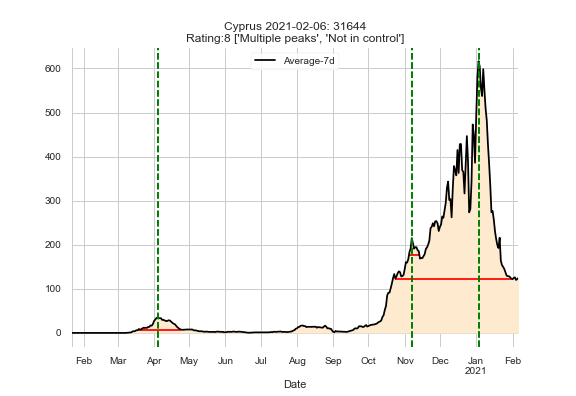 Cyprus 2021-02-06: 31644
Rating:8 ['Multiple peaks', 'Not in control']
Average-7d
600
500
400
300
200
100
0
Feb Mar Apr May Jun Jul Aug Sep Oct Nov Dec Jan Feb
2021
Date